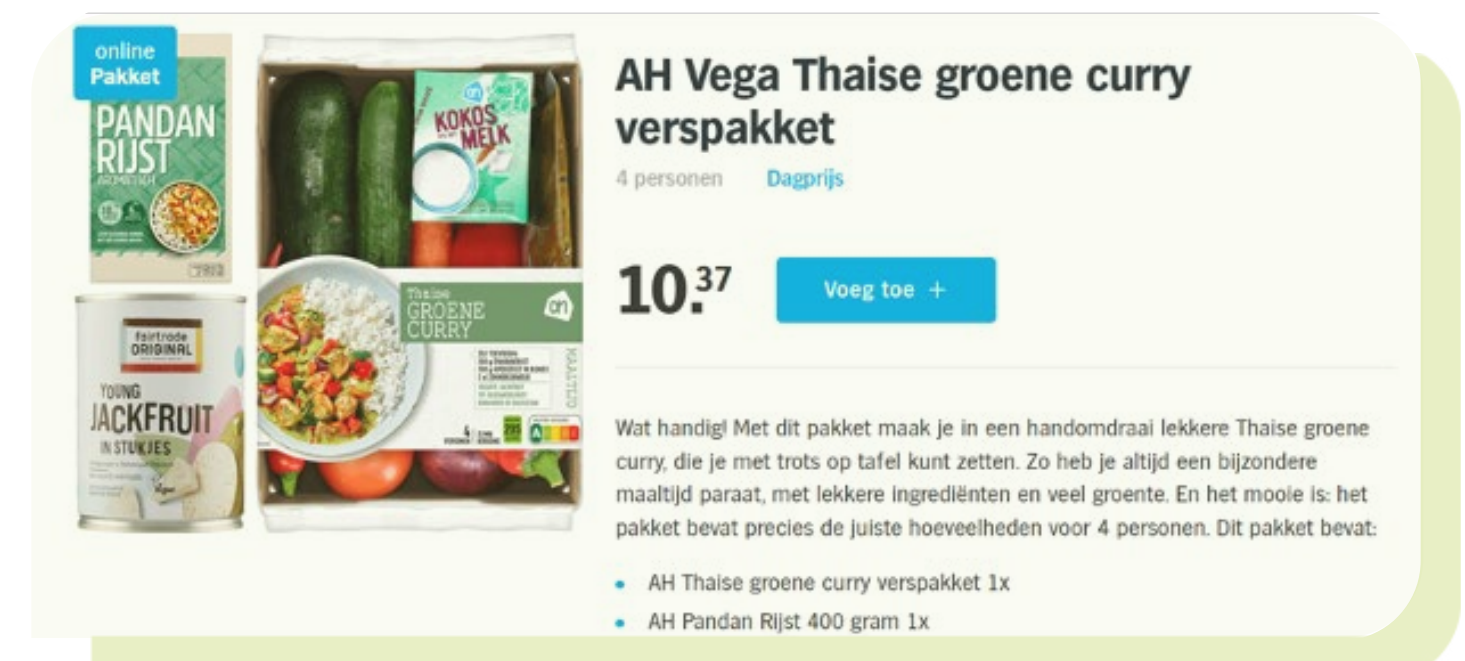 online
Pakket
PANDAN
RIJST
AROMATISCH
fairtrade
ORIGINAL
YOUNG
JACKFRUIT
IN STUKJES
KOKOS
MELK
Thaise
GROENE
CURRY
ah
MAALTIJD
4
A
AH Vega Thaise groene curry
verspakket
4 personen Dagprijs
10.37
Voeg toe +
Wat handig! Met dit pakket maak je in een handomdraai lekkere Thaise groene
curry, die je met trots op tafel kunt zetten. Zo heb je altijd een bijzondere
maaltijd paraat, met lekkere ingrediënten en veel groente. En het mooie is: het
pakket bevat precies de juiste hoeveelheden voor 4 personen. Dit pakket bevat:
• AH Thaise groene curry verspakket 1x
• AH Pandan Rijst 400 gram 1x